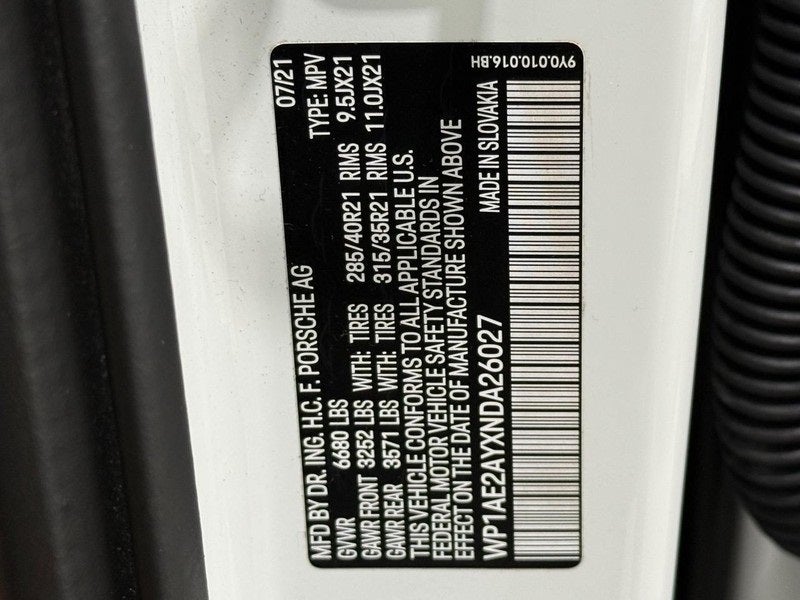 MFD BY DR. ING. H.C. F. PORSCHE AG 07/21
GVWR 6680 LBS TYPE: MPV
GAWR FRONT 3252 LBS WITH: TIRES 285/40R21 RIMS 9.5JX21
GAWR REAR 3571 LBS WITH: TIRES 315/35R21 RIMS 11.0JX21
THIS VEHICLE CONFORMS TO ALL APPLICABLE U.S.
FEDERAL MOTOR VEHICLE SAFETY STANDARDS IN
EFFECT ON THE DATE OF MANUFACTURE SHOWN ABOVE
WP1AE2AYXNDA26027 MADE IN SLOVAKIA
9Y0.010.016.BH